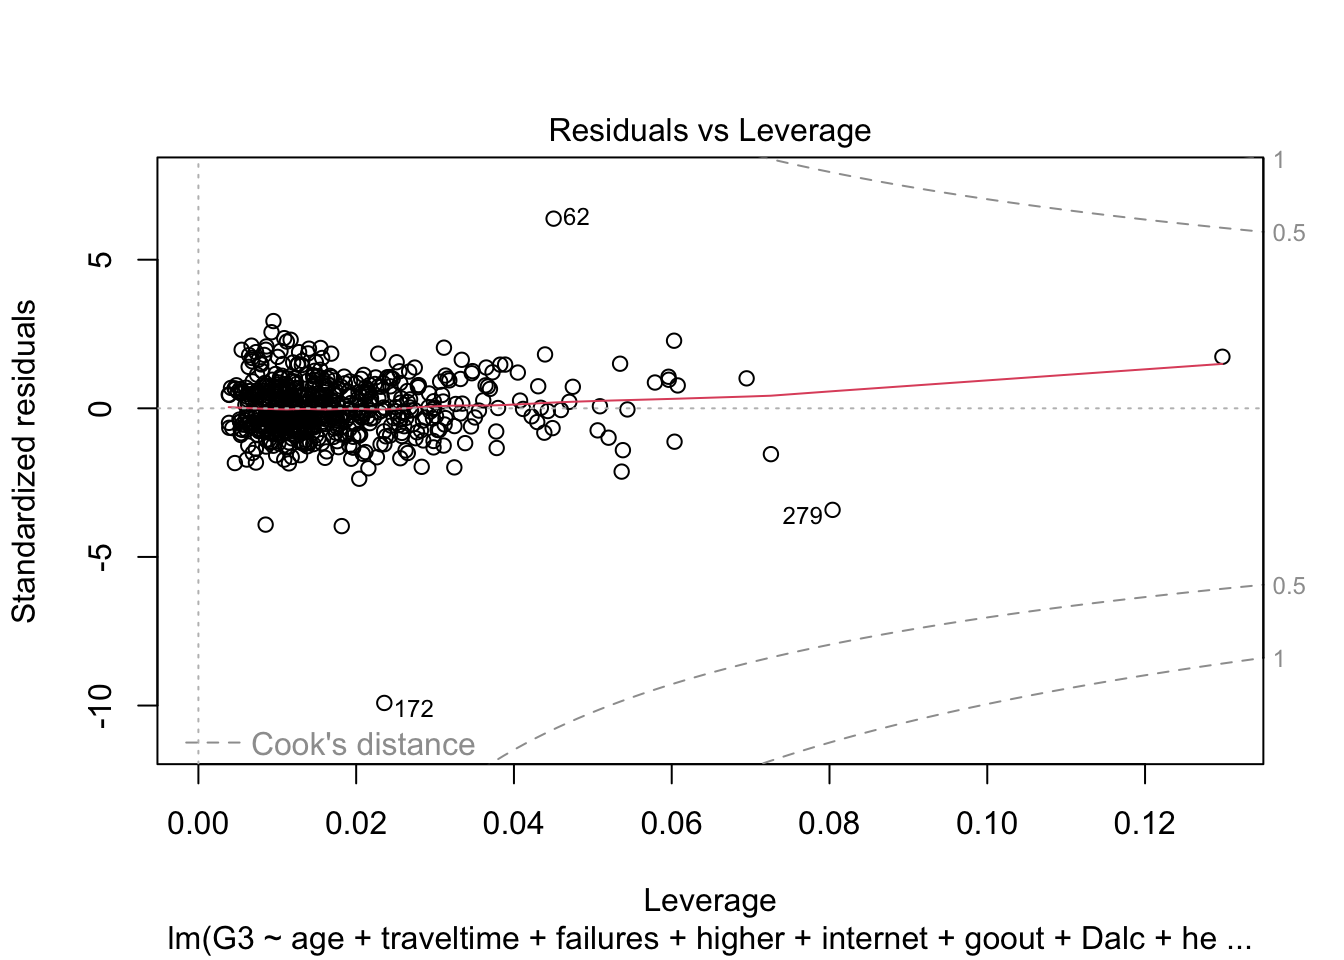 Residuals vs Leverage
Standardized residuals
5
0
-5
-10
62
279
172
1
0.5
0.5
1
Cook's distance
0.00 0.02 0.04 0.06 0.08 0.10 0.12
Leverage
lm(G3 ~ age + traveltime + failures + higher + internet + goout + Dalc + he ...